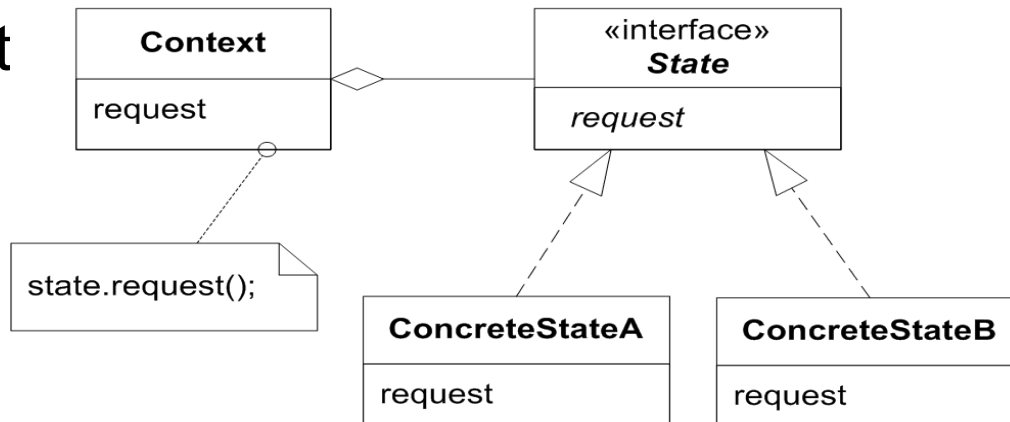 t
Context
request
«interface»
State
request
state.request();
ConcreteStateA
request
ConcreteStateB
request